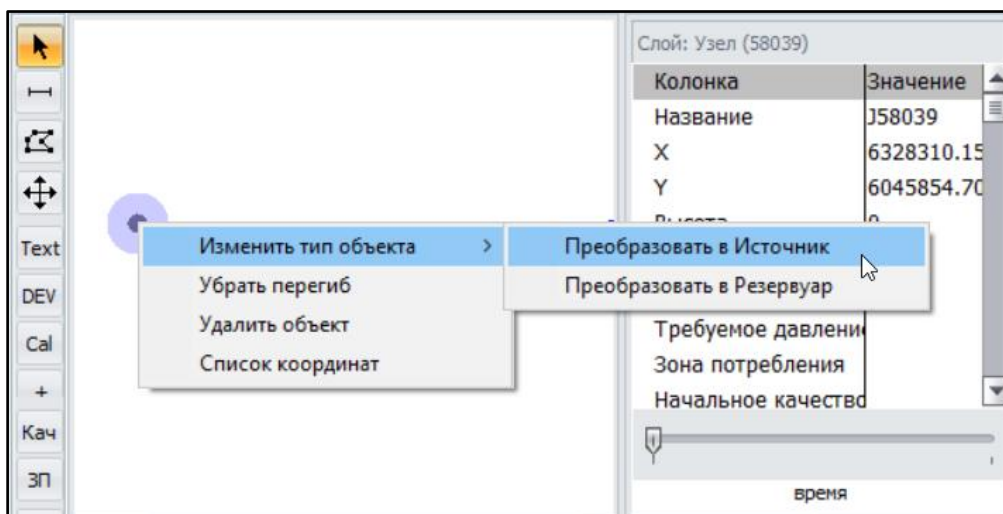 Text
DEV
Cal
+
Кач
ЗП
Изменить тип объекта >
Убрать перегиб
Удалить объект
Список координат
Преобразовать в Источник
Преобразовать в Резервуар
Слой: Узел (58039)
Колонка Значение
Название J58039
X 6328310.15
Y 6045854.70
Требуемое давлени
Зона потребления
Начальное качество
время